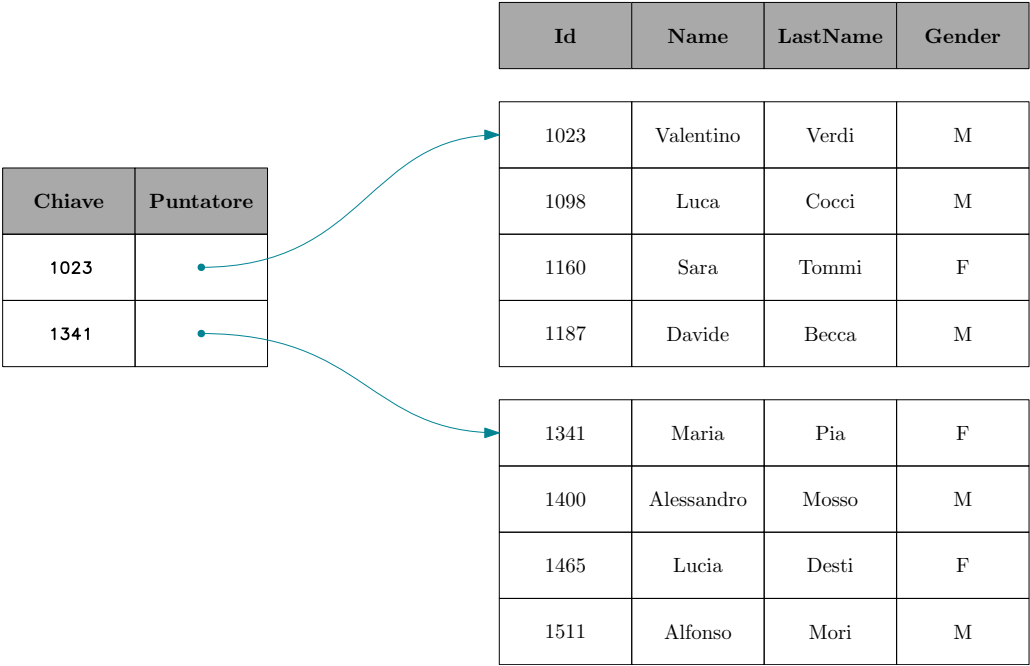 Id Name LastName Gender
1023 Valentino Verdi M
1098 Luca Cocci M
1160 Sara Tommi F
1187 Davide Becca M
1341 Maria Pia F
1400 Alessandro Mosso M
1465 Lucia Desti F
1511 Alfonso Mori M
Chiave Puntatore
1023
1341